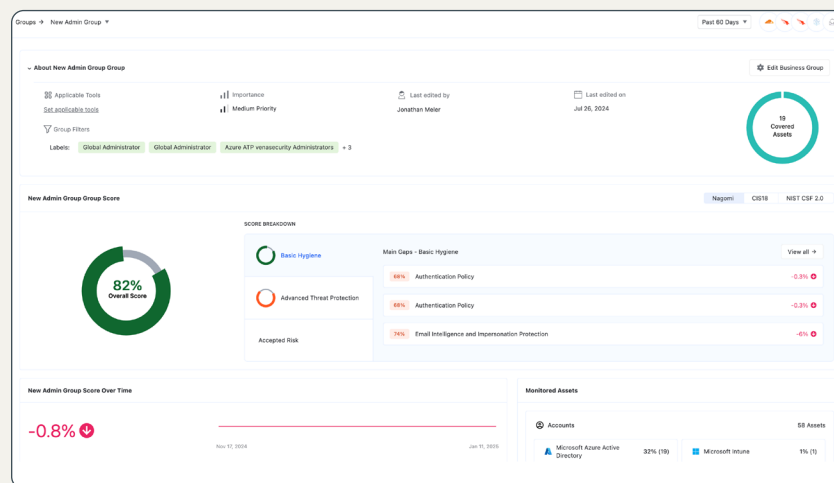 Groups → New Admin Group
Past 60 Days
About New Admin Group Group
Edit Business Group
Applicable Tools
Importance
Last edited by
Last edited on
Set applicable tools
Medium Priority
Jonathan Meler
Jul 26, 2024
19
Covered
Assets
Group Filters
Labels: Global Administrator Global Administrator Azure ATP venasecurity Administrators + 3
New Admin Group Group Score
Nagomi CIS18 NIST CSF 2.0
SCORE BREAKDOWN
82%
Overall Score
Basic Hygiene
Advanced Threat Protection
Accepted Risk
Main Gaps - Basic Hygiene
View all →
68% Authentication Policy -0.3%
68% Authentication Policy -0.3%
74% Email Intelligence and Impersonation Protection -6%
New Admin Group Score Over Time
-0.8%
Nov 17, 2024
Jan 11, 2025
Monitored Assets
Accounts 58 Assets
Microsoft Azure Active
Directory
32% (19)
Microsoft Intune 1% (1)